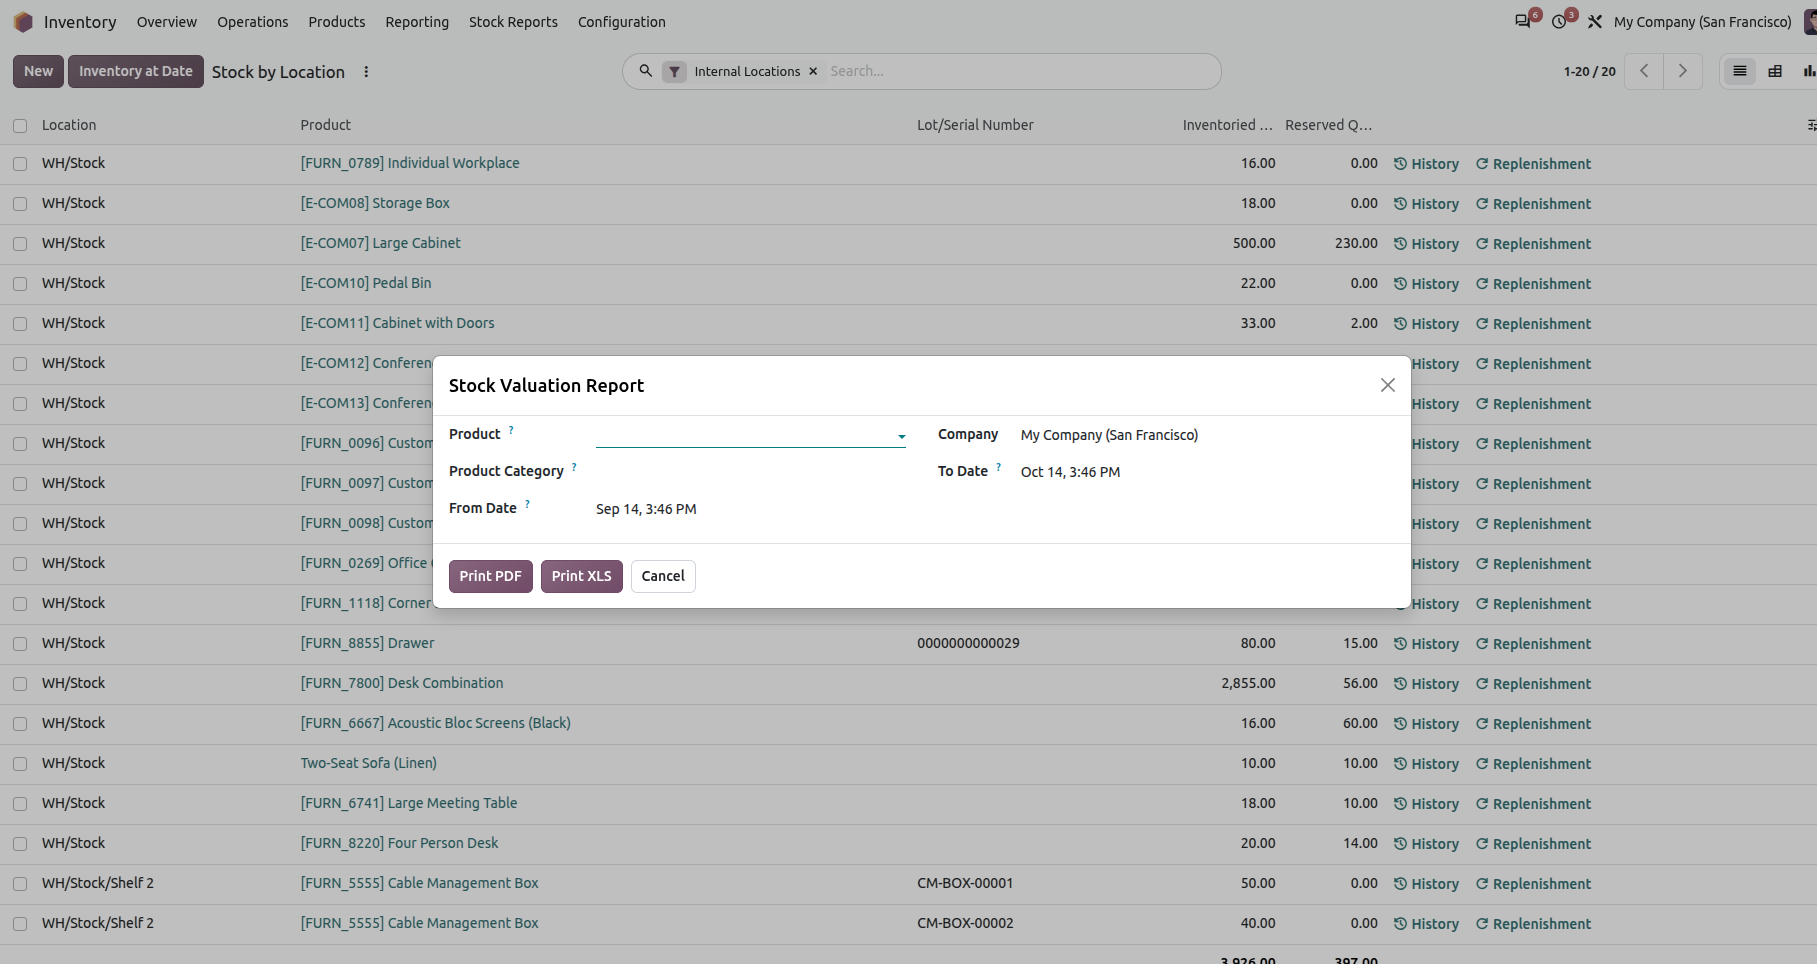 Inventory Overview Operations Products Reporting Stock Reports Configuration 6 3 My Company (San Francisco)
New Inventory at Date Stock by Location Internal Locations × Search... 1-20 / 20
Location Product Lot/Serial Number Inventoried ... Reserved Q...
WH/Stock [FURN_0789] Individual Workplace 16.00 0.00 History Replenishment
WH/Stock [E-COM08] Storage Box 18.00 0.00 History Replenishment
WH/Stock [E-COM07] Large Cabinet 500.00 230.00 History Replenishment
WH/Stock [E-COM10] Pedal Bin 22.00 0.00 History Replenishment
WH/Stock [E-COM11] Cabinet with Doors 33.00 2.00 History Replenishment
WH/Stock [E-COM12] Conferen History Replenishment
WH/Stock [E-COM13] Conferen History Replenishment
WH/Stock [FURN_0096] Custom History Replenishment
WH/Stock [FURN_0097] Custom History Replenishment
WH/Stock [FURN_0098] Custom History Replenishment
WH/Stock [FURN_0269] Office History Replenishment
WH/Stock [FURN_1118] Corner History Replenishment
Stock Valuation Report
Product ? Company My Company (San Francisco)
Product Category ? To Date ? Oct 14, 3:46 PM
From Date ? Sep 14, 3:46 PM
Print PDF Print XLS Cancel
WH/Stock [FURN_8855] Drawer 0000000000029 80.00 15.00 History Replenishment
WH/Stock [FURN_7800] Desk Combination 2,855.00 56.00 History Replenishment
WH/Stock [FURN_6667] Acoustic Bloc Screens (Black) 16.00 60.00 History Replenishment
WH/Stock Two-Seat Sofa (Linen) 10.00 10.00 History Replenishment
WH/Stock [FURN_6741] Large Meeting Table 18.00 10.00 History Replenishment
WH/Stock [FURN_8220] Four Person Desk 20.00 14.00 History Replenishment
WH/Stock/Shelf 2 [FURN_5555] Cable Management Box CM-BOX-00001 50.00 0.00 History Replenishment
WH/Stock/Shelf 2 [FURN_5555] Cable Management Box CM-BOX-00002 40.00 0.00 History Replenishment
3,926.00 397.00